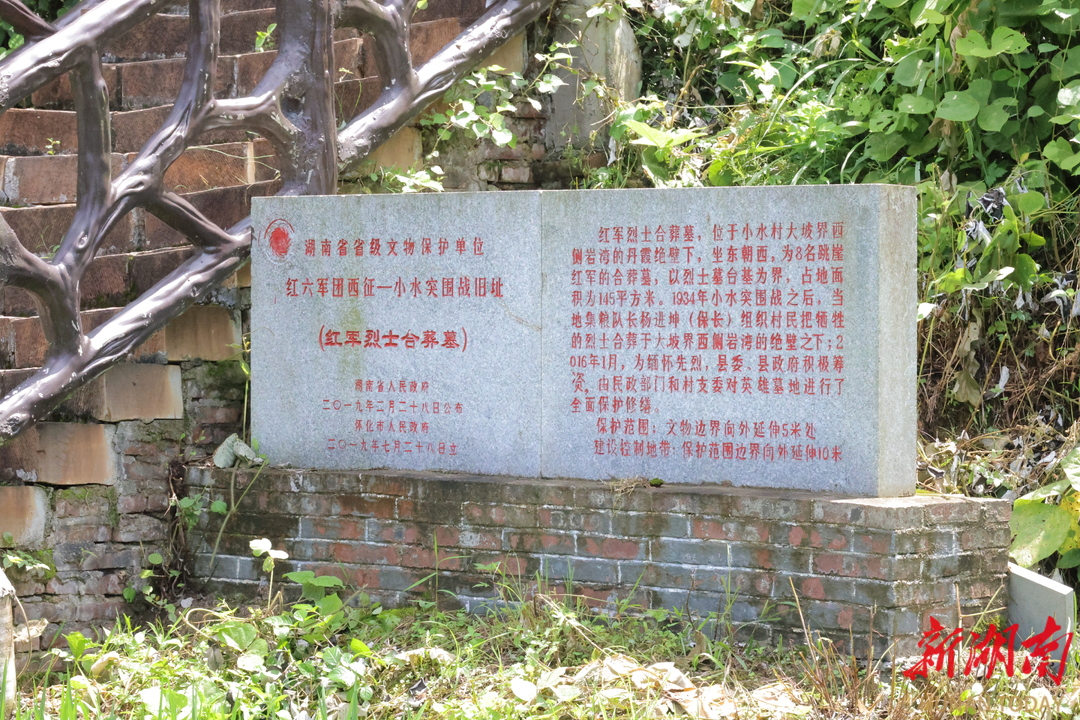 湖南省省级文物保护单位
红六军团西征—小水突围战旧址
(红军烈士合葬墓)
湖南省人民政府
二〇一九年二月二十八日公布
怀化市人民政府
二〇一九年七月二十八日立
红军烈士合葬墓，位于小水村大坡界西
侧岩湾的丹霞绝壁下，坐东朝西。为8名跳崖
红军的合葬墓，以烈士墓台基为界，占地面
积为145平方米。1934年小水突围战之后，当
地集粮队长杨进坤（保长）组织村民把牺牲
的烈士合葬于大坡界西侧岩湾的绝壁之下；2
016年1月，为缅怀先烈，县委、县政府积极筹
资，由民政部门和村支委对英雄墓地进行了
全面保护修缮。
保护范围：文物边界向外延伸5米处
建设控制地带：保护范围边界向外延伸10米
新湖南
HUNAN TODAY